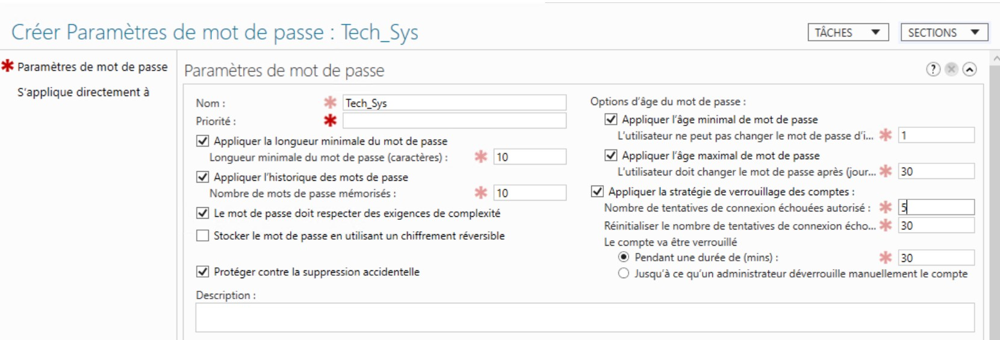 Créer Paramètres de mot de passe : Tech_Sys
TÂCHES
SECTIONS
Paramètres de mot de passe
S'applique directement à
Paramètres de mot de passe
Nom :
Tech_Sys
Priorité :
Appliquer la longueur minimale du mot de passe
Longueur minimale du mot de passe (caractères) :
10
Appliquer l'historique des mots de passe
Nombre de mots de passe mémorisés :
10
Le mot de passe doit respecter des exigences de complexité
Stocker le mot de passe en utilisant un chiffrement réversible
Protéger contre la suppression accidentelle
Options d'âge du mot de passe :
Appliquer l'âge minimal de mot de passe
L'utilisateur ne peut pas changer le mot de passe d'i...
1
Appliquer l'âge maximal de mot de passe
L'utilisateur doit changer le mot de passe après (jour...
30
Appliquer la stratégie de verrouillage des comptes :
Nombre de tentatives de connexion échouées autorisé :
5
Réinitialiser le nombre de tentatives de connexion écho...
30
Le compte va être verrouillé
Pendant une durée de (mins) :
30
Jusqu'à ce qu'un administrateur déverrouille manuellement le compte
Description :